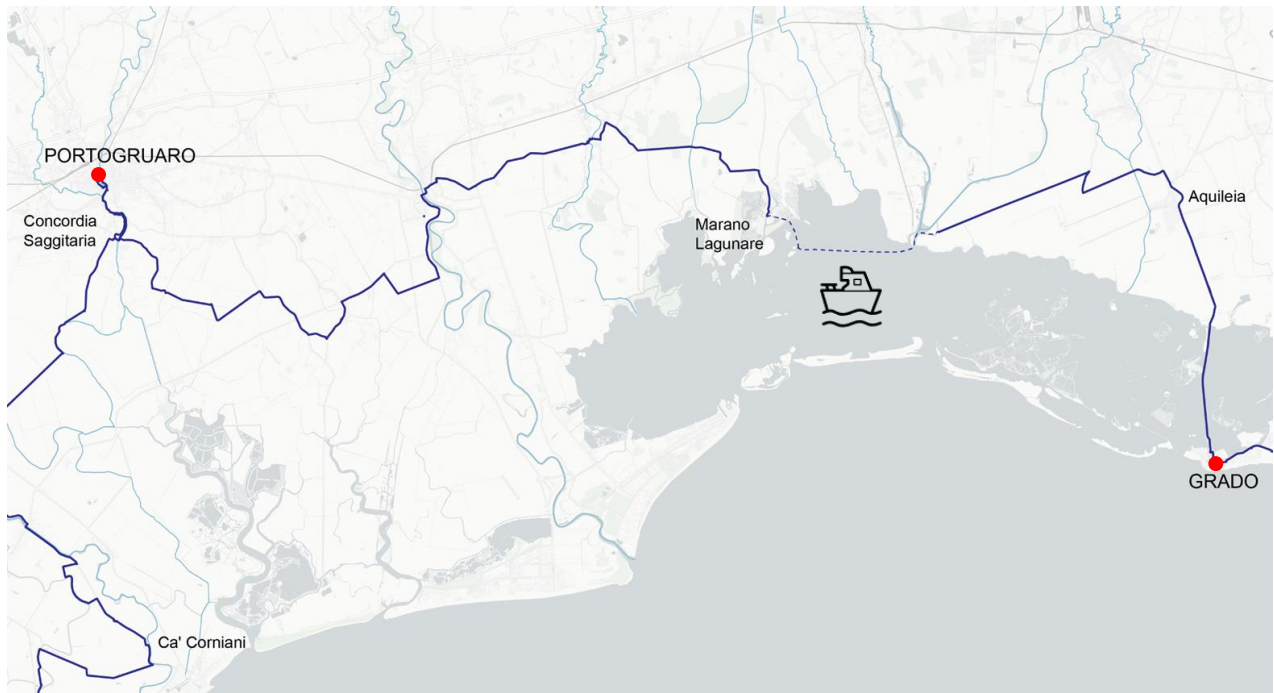 PORTOGRUARO
Concordia
Saggitaria
Marano
Lagunare
Aquileia
GRADO
Ca' Corniani